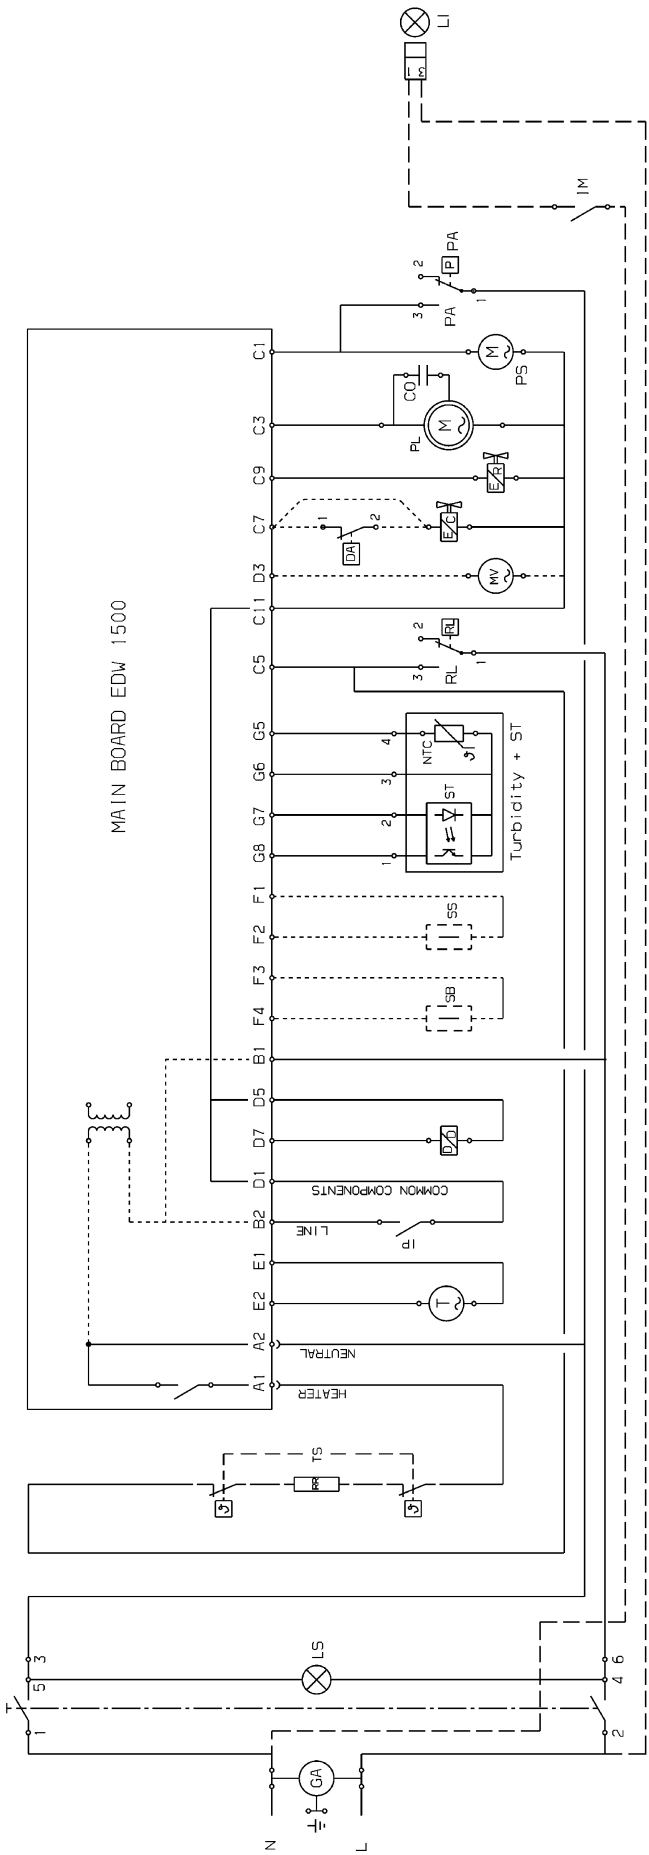 LI
1 3
IM
2
P PA
1
3
PA
C1
M
PS
CO
C3
M
PL
C9
E R
C7
1 2
DA
E C
D3
MV
C11
MAIN BOARD EDW 1500
2
RL
1
3
RL
C5
G5
4
NTC
G6
3
G7
2
ST
G8
1
Turbidity + ST
F1
F2
SS
F3
F4
SB
B1
D5
D7
D D
D1
COMMON COMPONENTS
B2
LINE
IP
E1
E2
T
A2
NEUTRAL
A1
HEATER
TS
RR
3
5
1
LS
6
4
2
GA
N
L